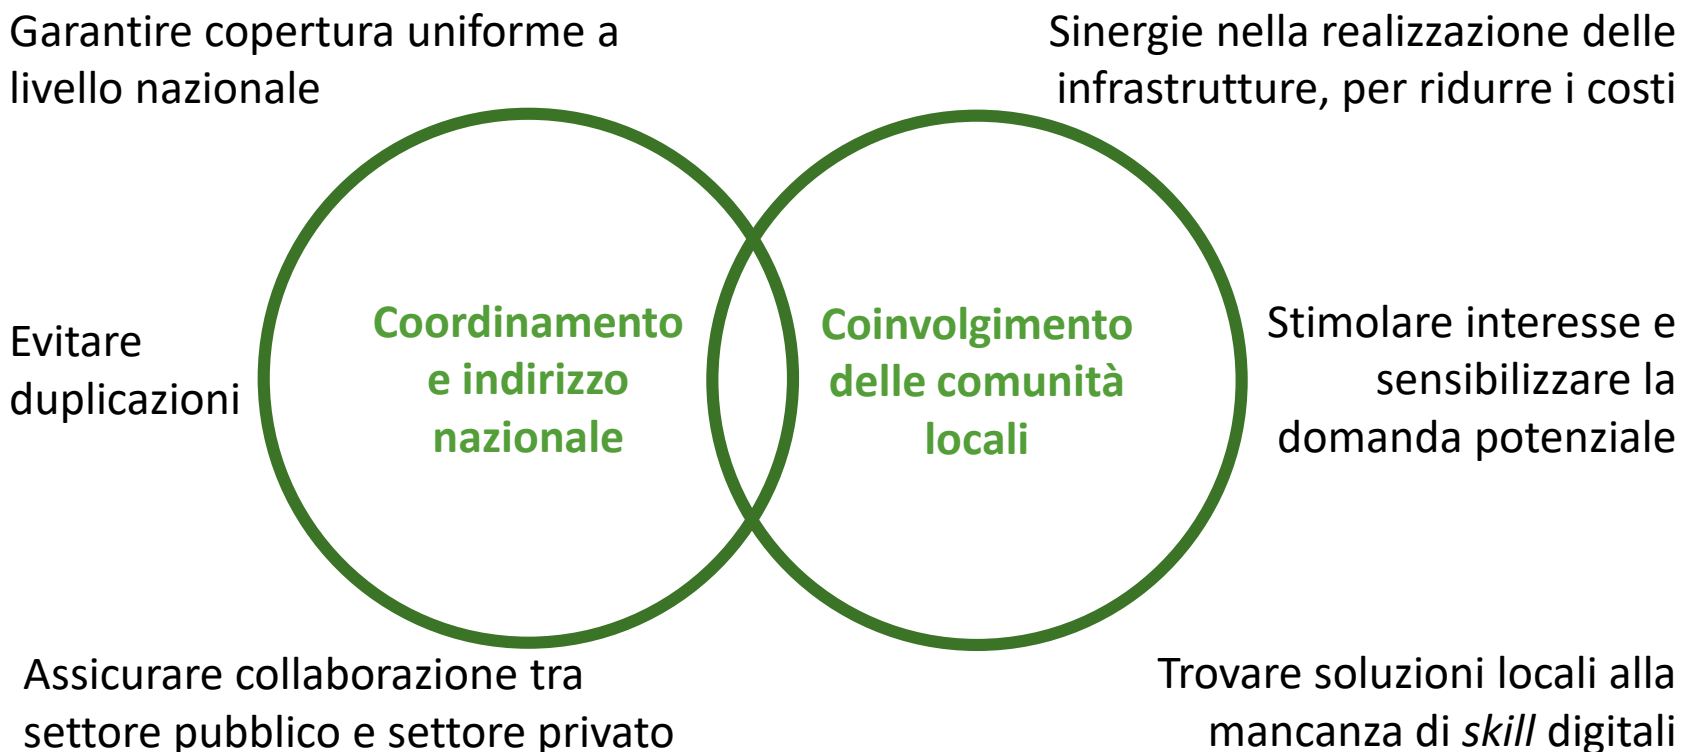 Garantire copertura uniforme a
livello nazionale
Sinergie nella realizzazione delle
infrastrutture, per ridurre i costi
Evitare
duplicazioni
Coordinamento
e indirizzo
nazionale
Coinvolgimento
delle comunità
locali
Stimolare interesse e
sensibilizzare la
domanda potenziale
Assicurare collaborazione tra
settore pubblico e settore privato
Trovare soluzioni locali alla
mancanza di skill digitali